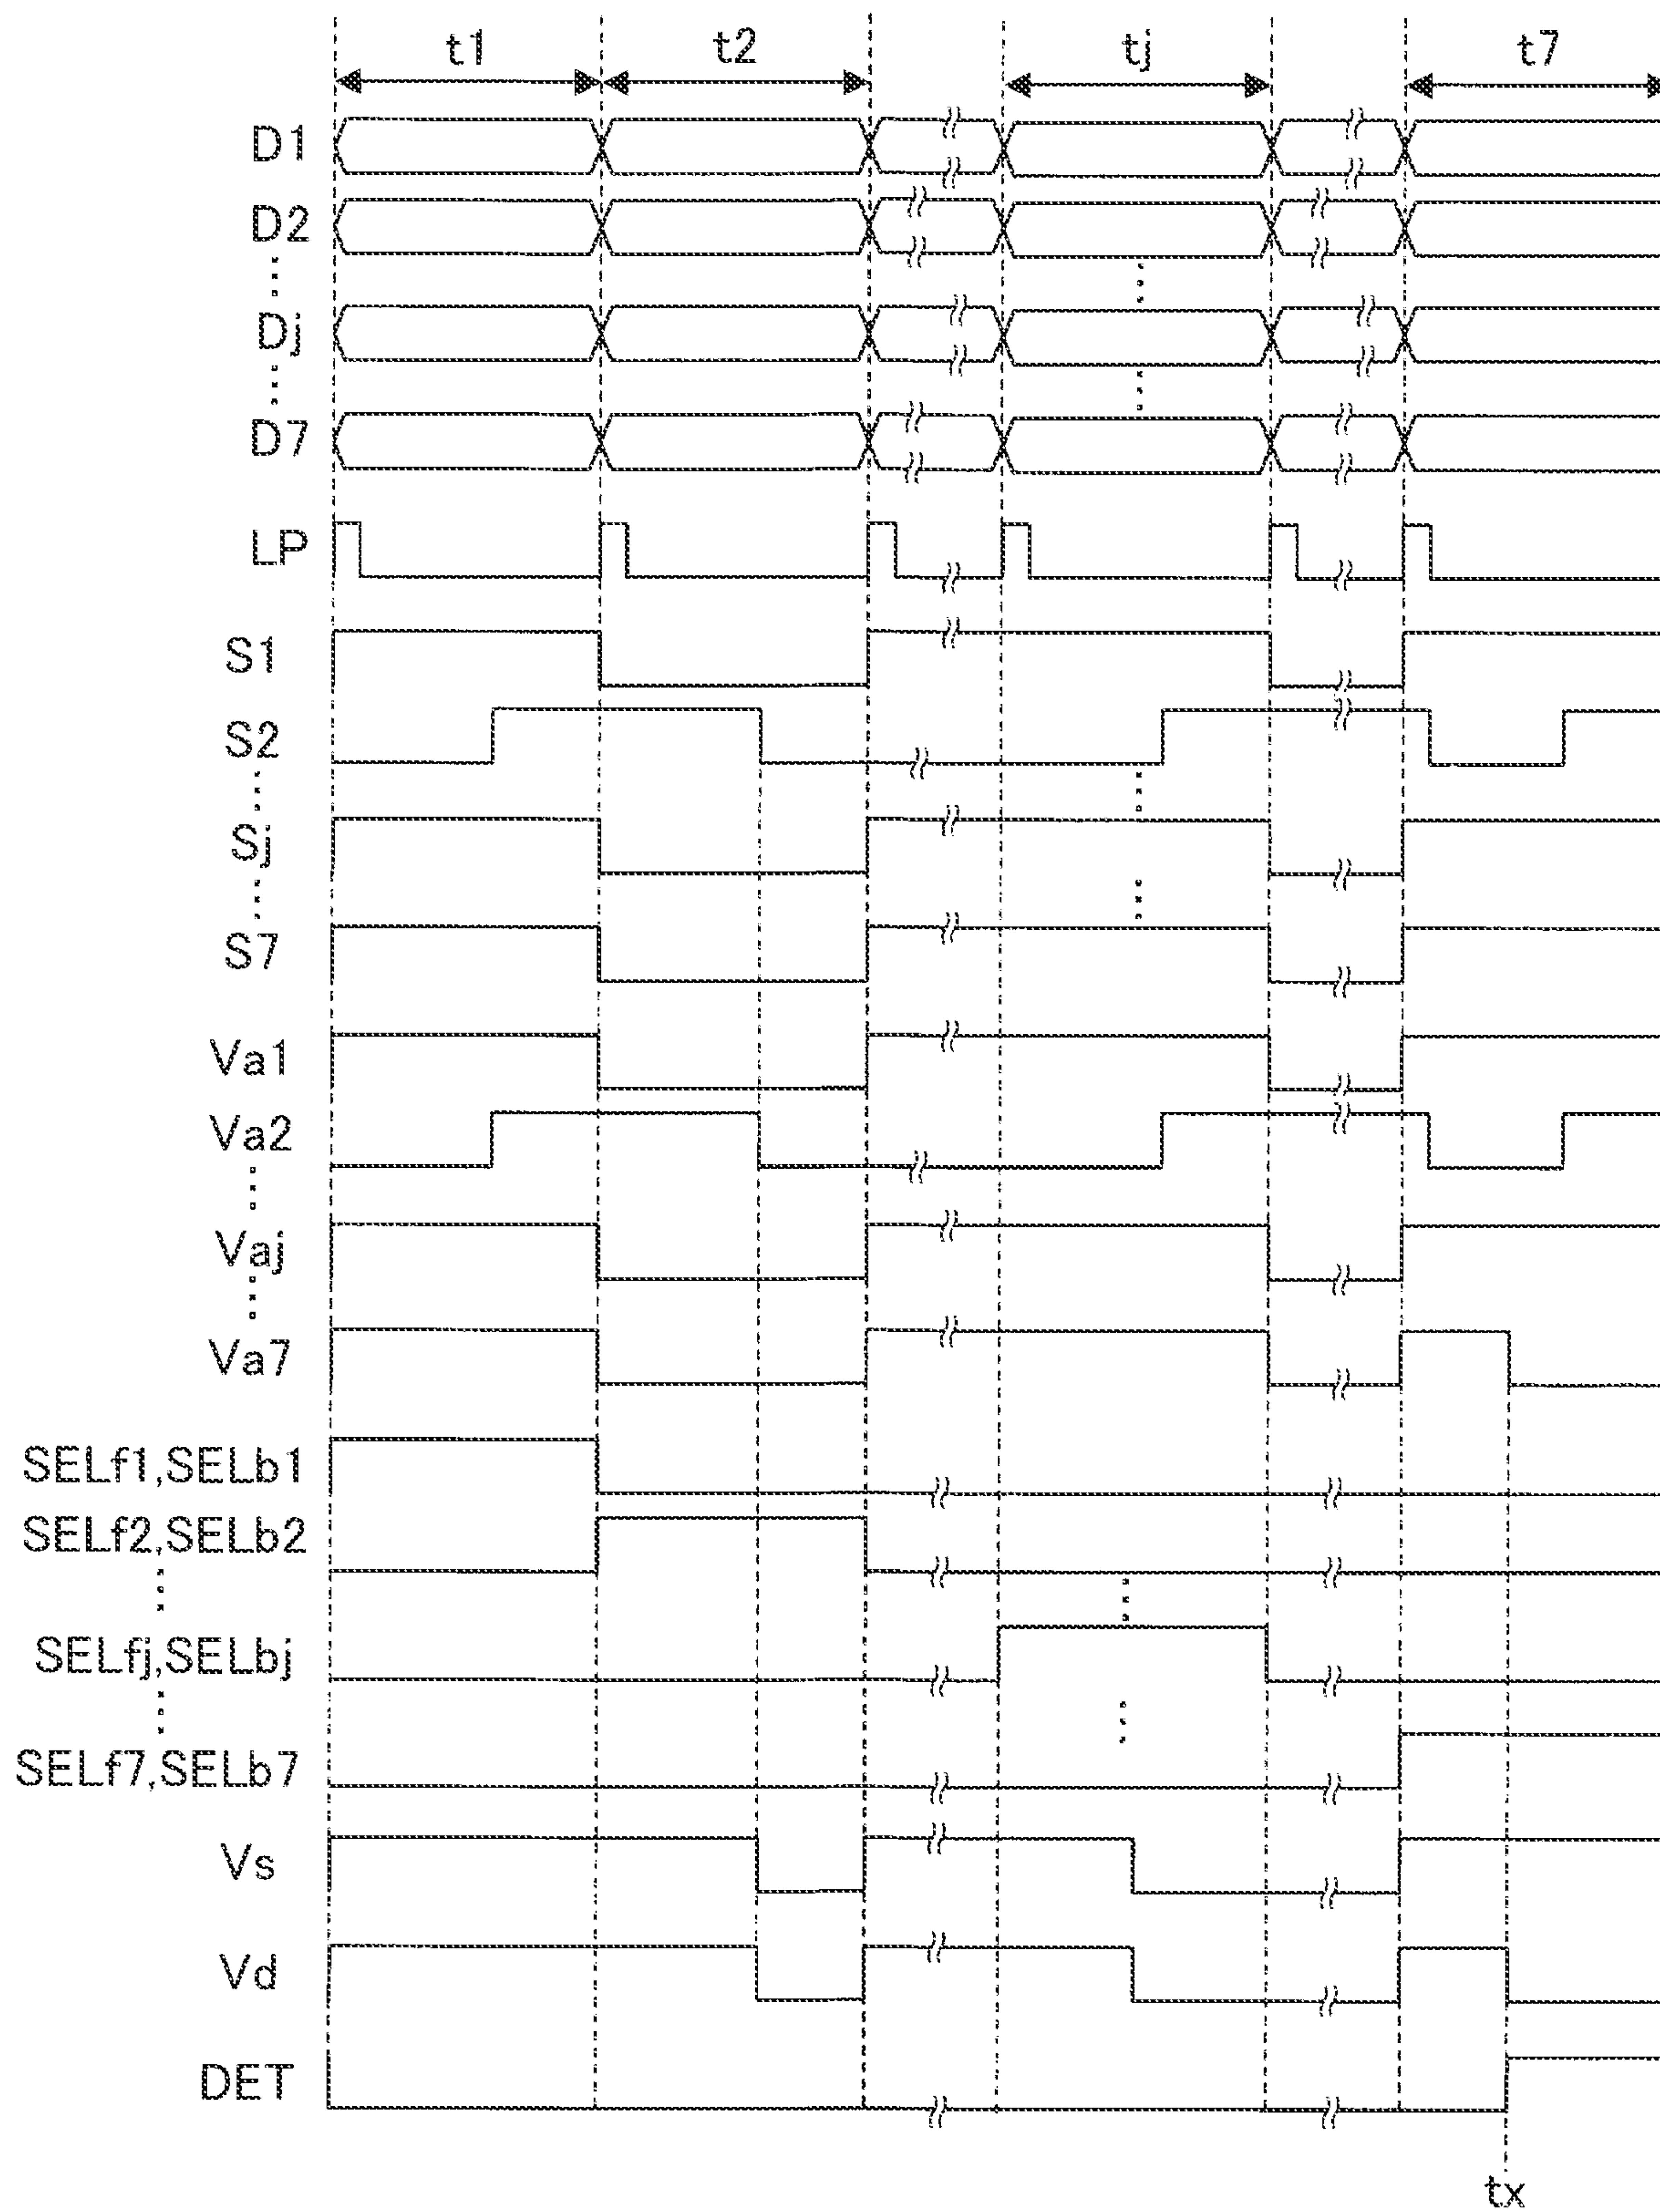 t1 t2 tj t7
D1
D2
Dj
D7
LP
S1
S2
Sj
S7
Va1
Va2
Vaj
Va7
SELf1,SELb1
SELf2,SELb2
SELfj,SELbj
SELf7,SELb7
Vs
Vd
DET
tx